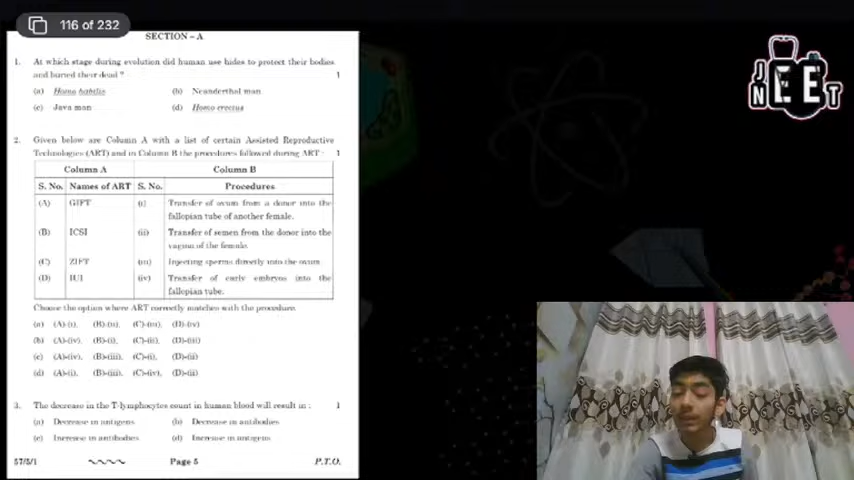 116 of 232
SECTION – A
1. At which stage during evolution did human use hides to protect their bodies
and buried their dead ? 1
(a) Homo habilis (b) Neanderthal man
(c) Java man (d) Homo erectus
2. Given below are Column A with a list of certain Assisted Reproductive
Technologies (ART) and in Column B the procedures followed during ART : 1
Column A Column B
S. No. Names of ART S. No. Procedures
(A) GIFT (i) Transfer of ovum from a donor into the
fallopian tube of another female.
(B) ICSI (ii) Transfer of semen from the donor into the
vagina of the female.
(C) ZIFT (iii) Injecting sperms directly into the ovum.
(D) IUI (iv) Transfer of early embryos into the
fallopian tube.
Choose the option where ART correctly matches with the procedure.
(a) (A)-(i), (B)-(ii), (C)-(iii), (D)-(iv)
(b) (A)-(iv), (B)-(i), (C)-(ii), (D)-(iii)
(c) (A)-(iv), (B)-(iii), (C)-(i), (D)-(ii)
(d) (A)-(i), (B)-(iii), (C)-(iv), (D)-(ii)
3. The decrease in the T-lymphocytes count in human blood will result in : 1
(a) Decrease in antigens (b) Decrease in antibodies
(c) Increase in antibodies (d) Increase in antigens
57/5/1 Page 5 P.T.O.
J NEET